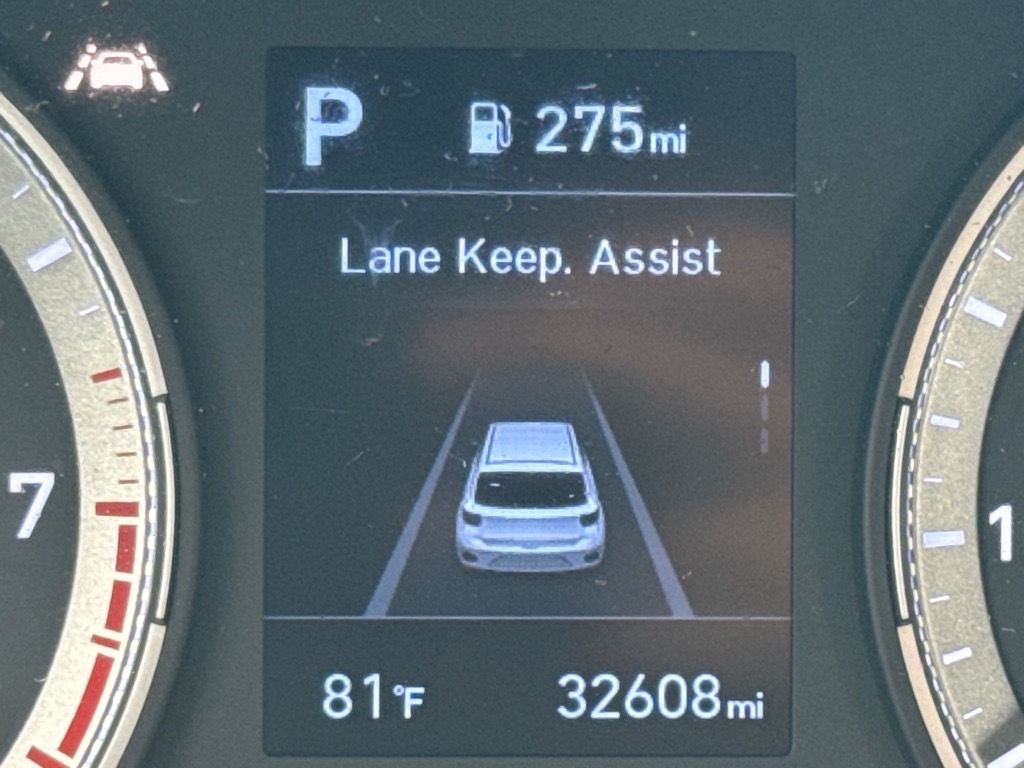 P 275mi
Lane Keep. Assist
7
1
81°F 32608mi